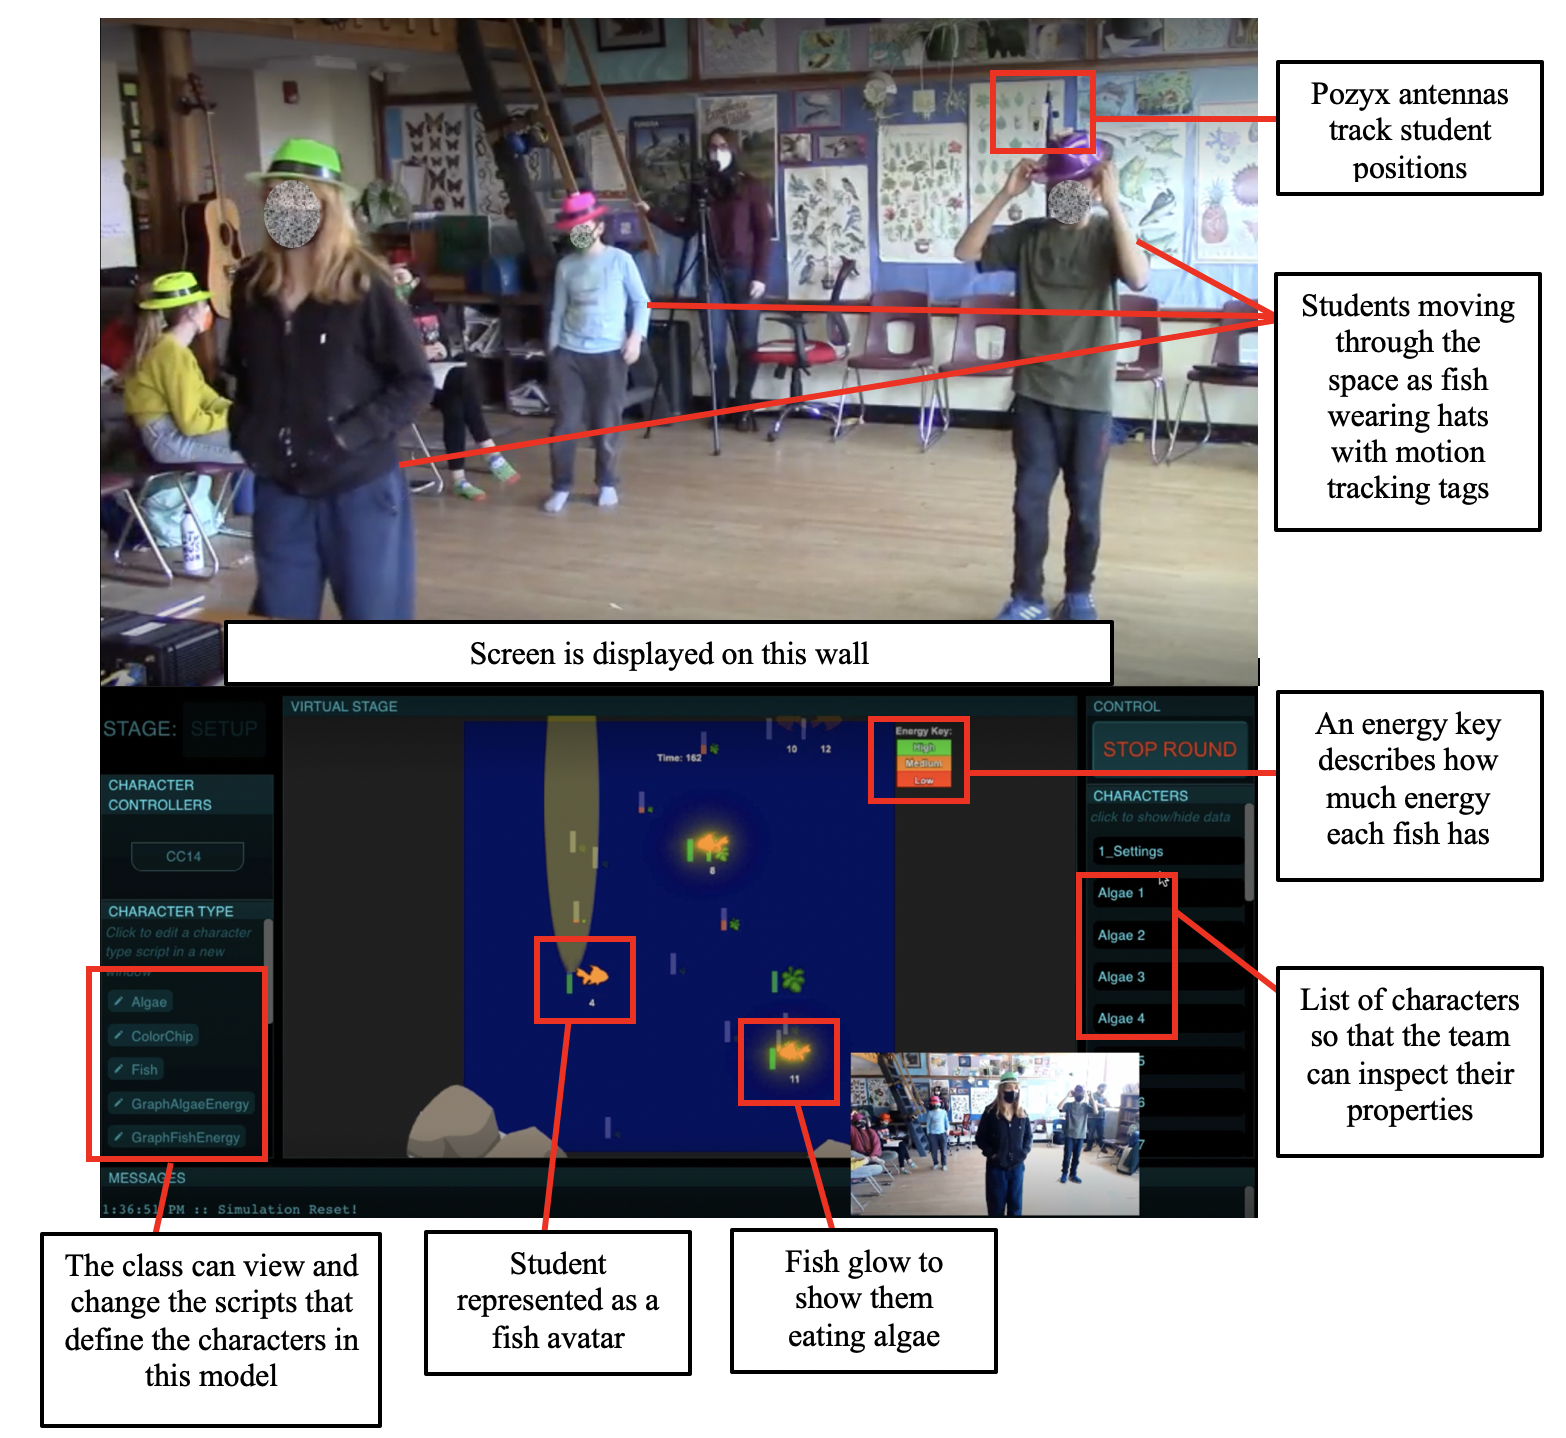 Pozyx antennas
track student
positions
Students moving
through the
space as fish
wearing hats
with motion
tracking tags
Screen is displayed on this wall
STAGE: SETUP
VIRTUAL STAGE
CONTROL
STOP ROUND
CHARACTER
CONTROLLERS
CC14
CHARACTER TYPE
Click to edit a character
type script in a new
window
Algae
ColorChip
Fish
GraphAlgaeEnergy
GraphFishEnergy
Time: 162
10
12
Energy Key:
High
Medium
Low
8
4
11
CHARACTERS
click to show/hide data
1_Settings
Algae 1
Algae 2
Algae 3
Algae 4
5
6
7
MESSAGES
1:36:51 PM :: Simulation Reset!
An energy key
describes how
much energy
each fish has
List of characters
so that the team
can inspect their
properties
The class can view and
change the scripts that
define the characters in
this model
Student
represented as a
fish avatar
Fish glow to
show them
eating algae